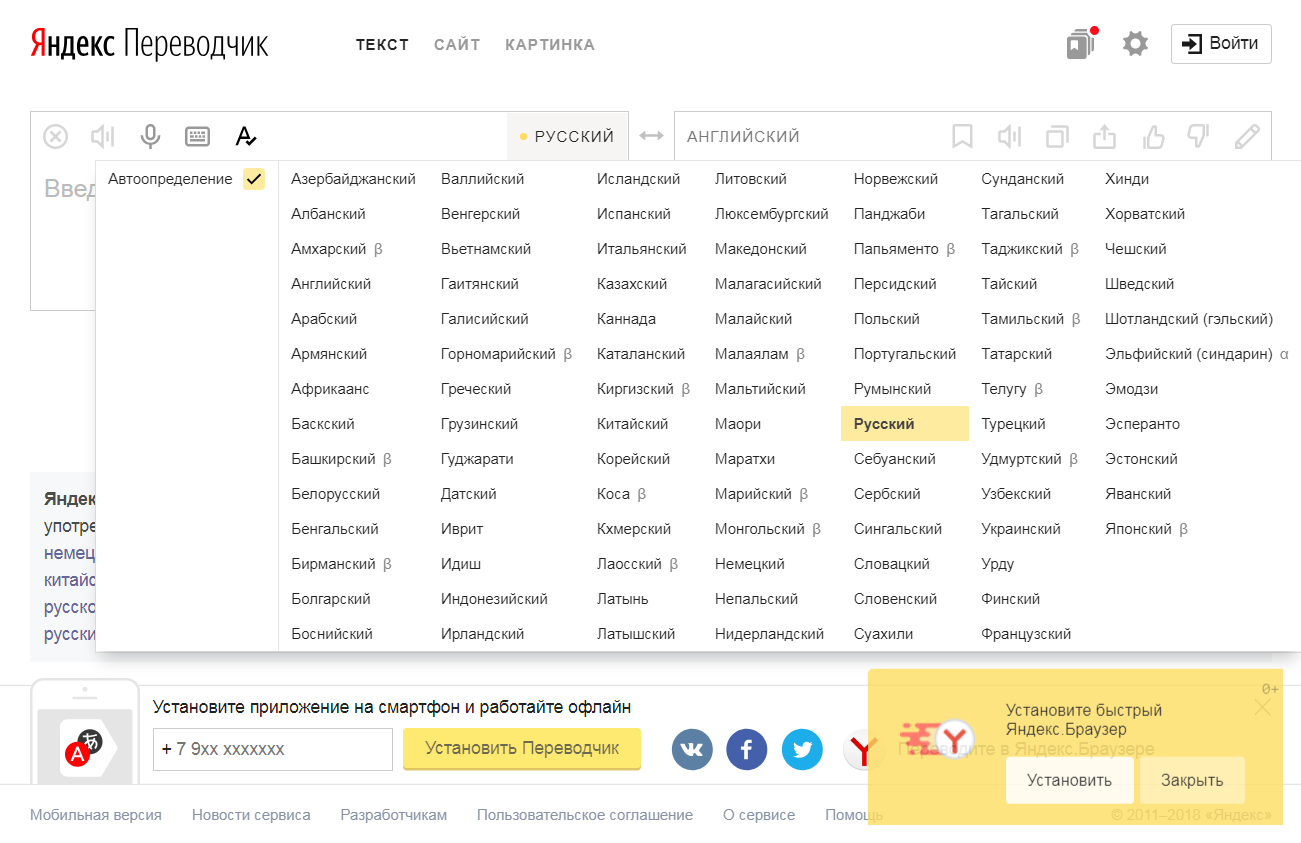 Яндекс Переводчик
ТЕКСТ САЙТ КАРТИНКА
Войти
РУССКИЙ
АНГЛИЙСКИЙ
Введ
Автоопределение
Азербайджанский Валлийский Исландский Литовский Норвежский Сунданский Хинди
Албанский Венгерский Испанский Люксембургский Панджаби Тагальский Хорватский
Амхарский β Вьетнамский Итальянский Македонский Папьяменто β Таджикский β Чешский
Английский Гаитянский Казахский Малагасийский Персидский Тайский Шведский
Арабский Галисийский Каннада Малайский Польский Тамильский β Шотландский (гэльский)
Армянский Горномарийский β Каталанский Малаялам β Португальский Татарский Эльфийский (синдарин) α
Африкаанс Греческий Киргизский β Мальтийский Румынский Телугу β Эмодзи
Баскский Грузинский Китайский Маори Русский Турецкий Эсперанто
Башкирский β Гуджарати Корейский Маратхи Себуанский Удмуртский β Эстонский
Белорусский Датский Коса β Марийский β Сербский Узбекский Яванский
Бенгальский Иврит Кхмерский Монгольский β Сингальский Украинский Японский β
Бирманский β Идиш Лаосский β Немецкий Словацкий Урду
Болгарский Индонезийский Латынь Непальский Словенский Финский
Боснийский Ирландский Латышский Нидерландский Суахили Французский
Яндек
употре
немец
китайс
русско
русски
Установите приложение на смартфон и работайте офлайн
+ 7 9xx xxxxxxx
Установить Переводчик
A
あ
Переводите в Яндекс.Браузере
0+
Установите быстрый
Яндекс.Браузер
Установить Закрыть
Мобильная версия Новости сервиса Разработчикам Пользовательское соглашение О сервисе Помощь © 2011–2018 «Яндекс»